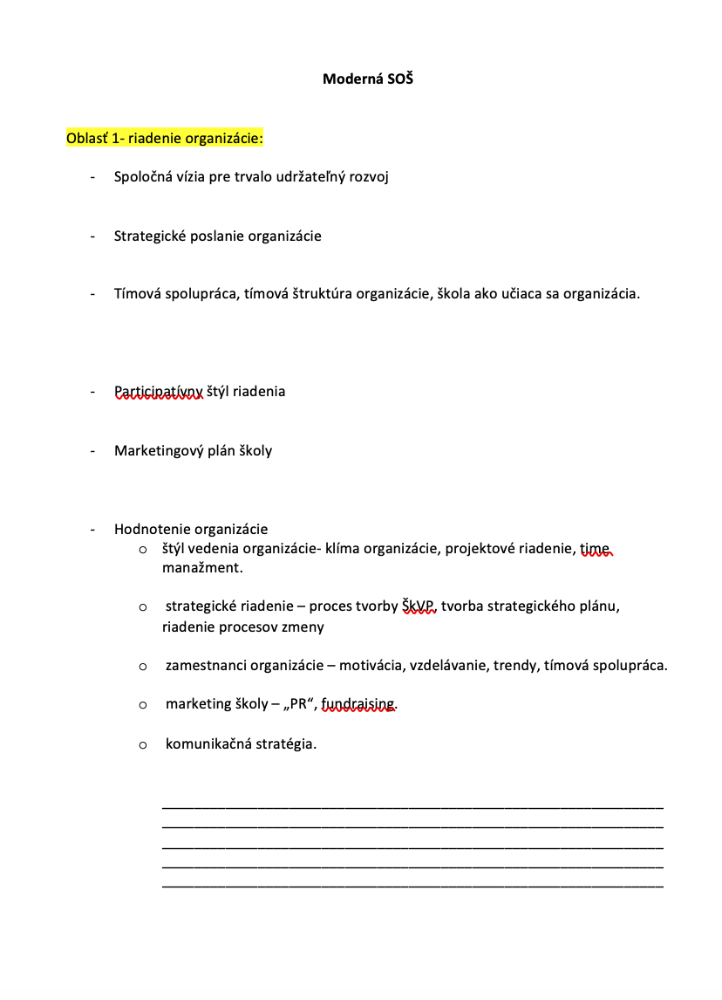 Moderná SOŠ
Oblasť 1- riadenie organizácie:
- Spoločná vízia pre trvalo udržateľný rozvoj
- Strategické poslanie organizácie
- Tímová spolupráca, tímová štruktúra organizácie, škola ako učiaca sa organizácia.
- Participatívny štýl riadenia
- Marketingový plán školy
- Hodnotenie organizácie
o štýl vedenia organizácie- klíma organizácie, projektové riadenie, time
manažment.
o strategické riadenie – proces tvorby ŠkVP, tvorba strategického plánu,
riadenie procesov zmeny
o zamestnanci organizácie – motivácia, vzdelávanie, trendy, tímová spolupráca.
o marketing školy – „PR“, fundraising.
o komunikačná stratégia.